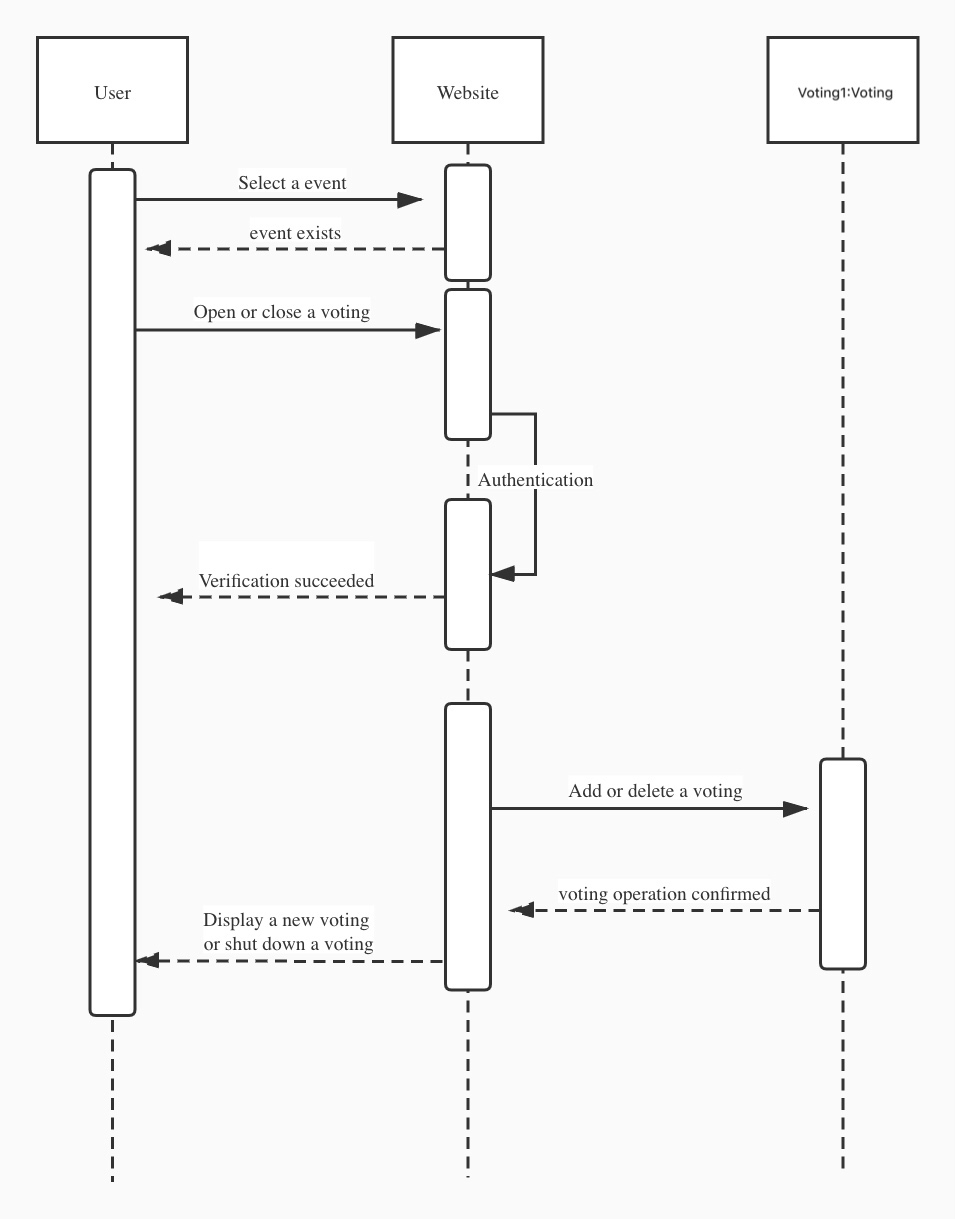 User
Website
Voting1:Voting
Select a event
event exists
Open or close a voting
Authentication
Verification succeeded
Add or delete a voting
voting operation confirmed
Display a new voting
or shut down a voting